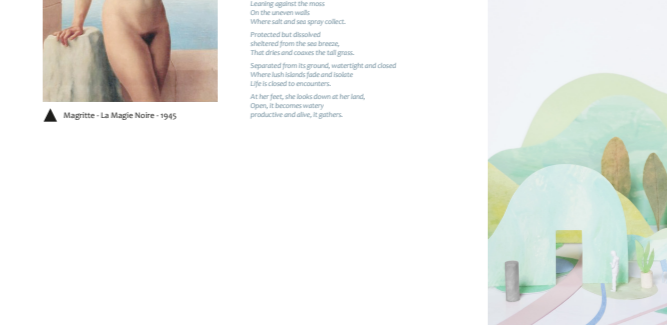 Leaning against the moss
On the uneven walls
Where salt and sea spray collect.
Protected but dissolved
sheltered from the sea breeze,
That dries and coaxes the tall grass.
Separated from its ground, watertight and closed
Where lush islands fade and isolate
Life is closed to encounters.
At her feet, she looks down at her land,
Open, it becomes watery
productive and alive, it gathers.
Magritte - La Magie Noire - 1945